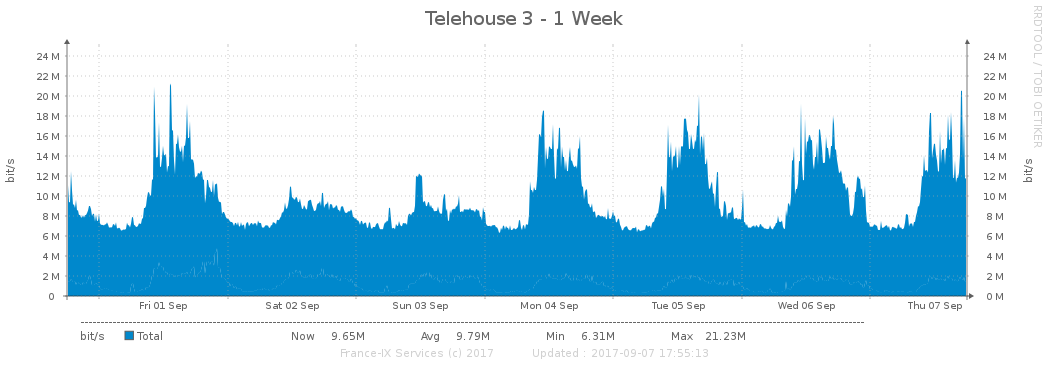 Telehouse 3 - 1 Week
RRDTOOL / TOBI OETIKER
bit/s
24 M 24 M
22 M 22 M
20 M 20 M
18 M 18 M
16 M 16 M
14 M 14 M
12 M 12 M
10 M 10 M
8 M 8 M
6 M 6 M
4 M 4 M
2 M 2 M
0 0 M
bit/s
Fri 01 Sep Sat 02 Sep Sun 03 Sep Mon 04 Sep Tue 05 Sep Wed 06 Sep Thu 07 Sep
bit/s Total Now 9.65M Avg 9.79M Min 6.31M Max 21.23M
France-IX Services (c) 2017 Updated : 2017-09-07 17:55:13